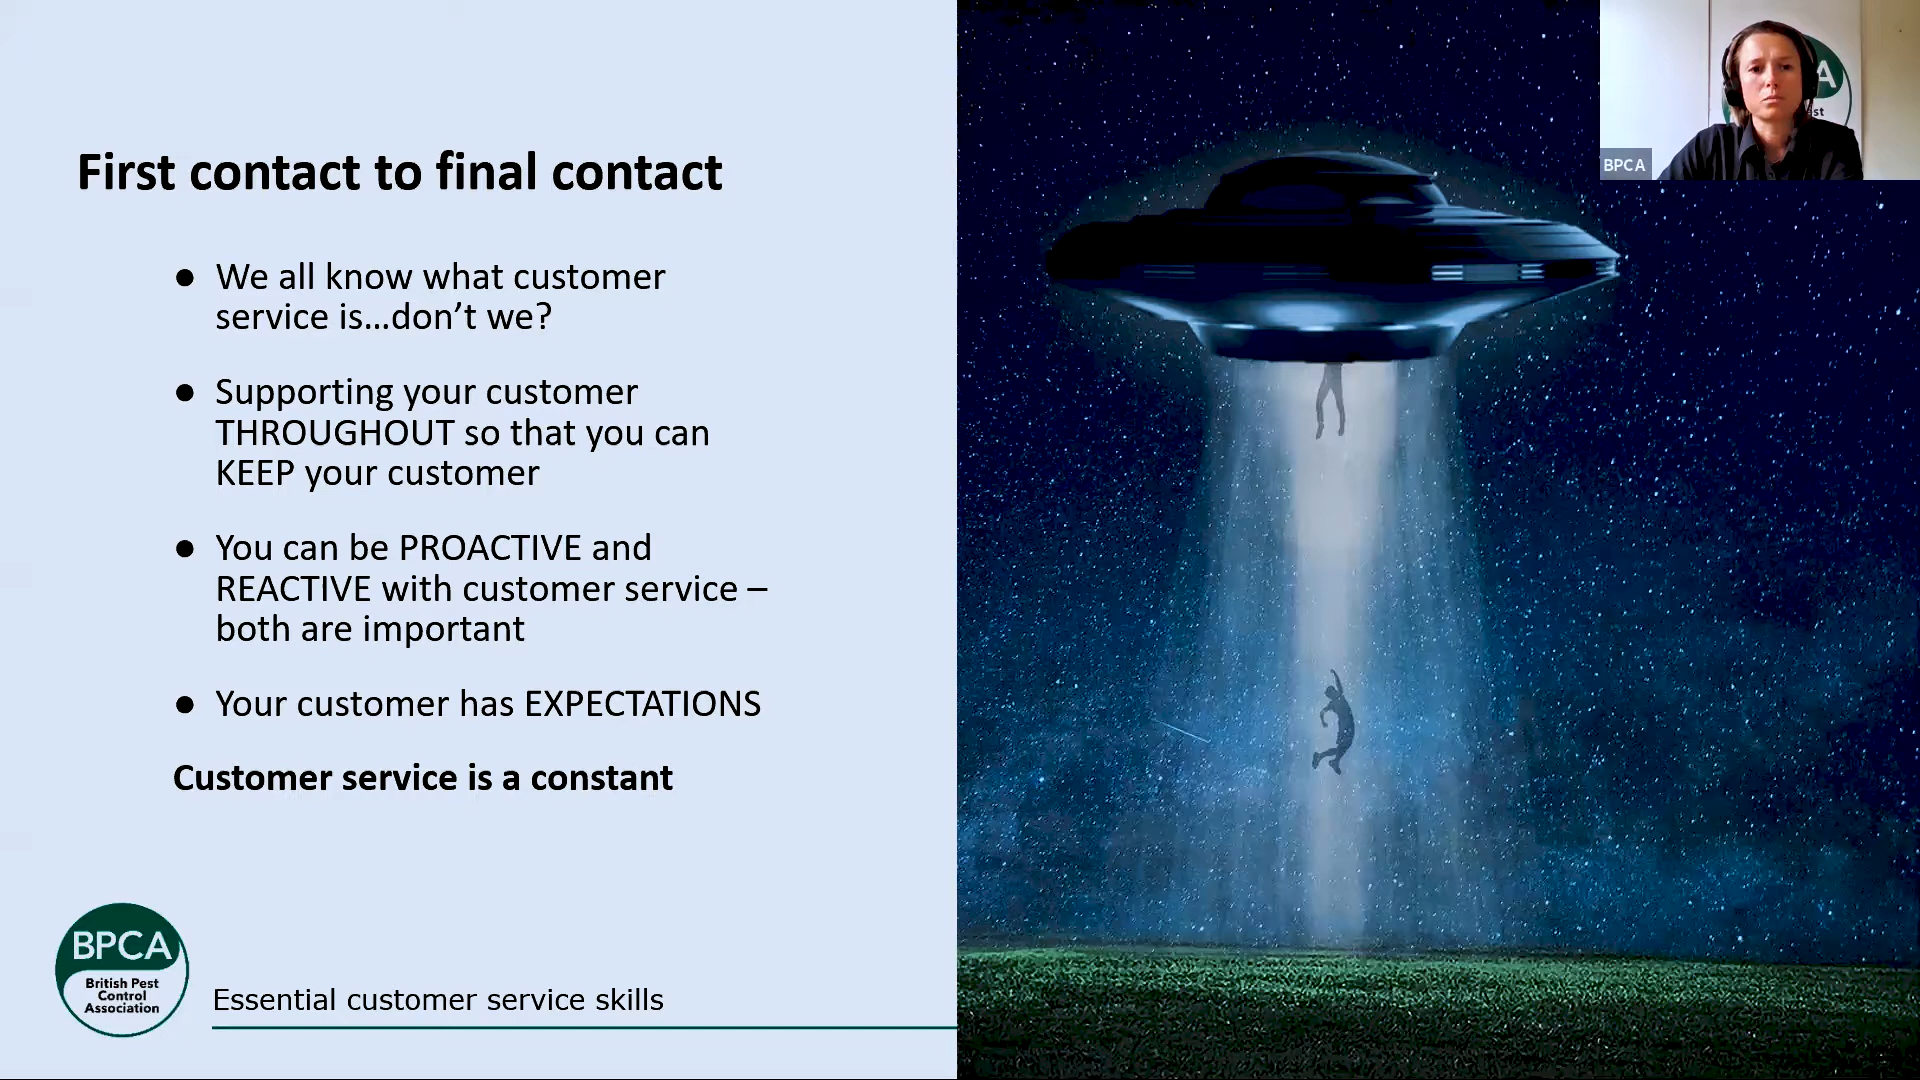 First contact to final contact
● We all know what customer
service is...don’t we?
● Supporting your customer
THROUGHOUT so that you can
KEEP your customer
● You can be PROACTIVE and
REACTIVE with customer service –
both are important
● Your customer has EXPECTATIONS
Customer service is a constant
BPCA
British Pest
Control
Association
Essential customer service skills
A
st
BPCA